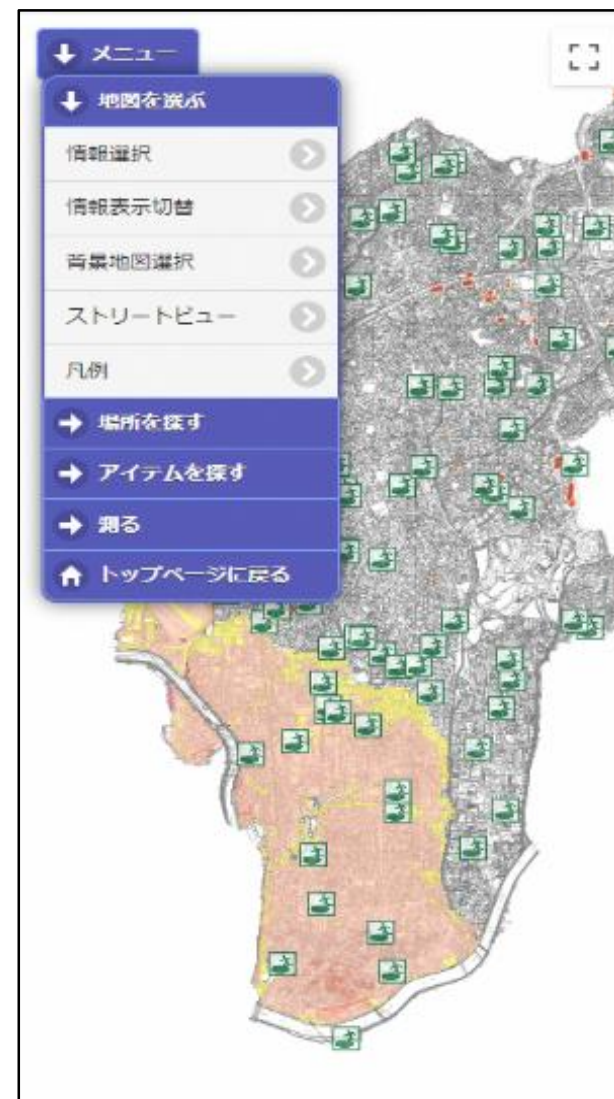 メニュー
地図を選ぶ
情報選択
情報表示切替
背景地図選択
ストリートビュー
凡例
場所を探す
アイテムを探す
測る
トップページに戻る